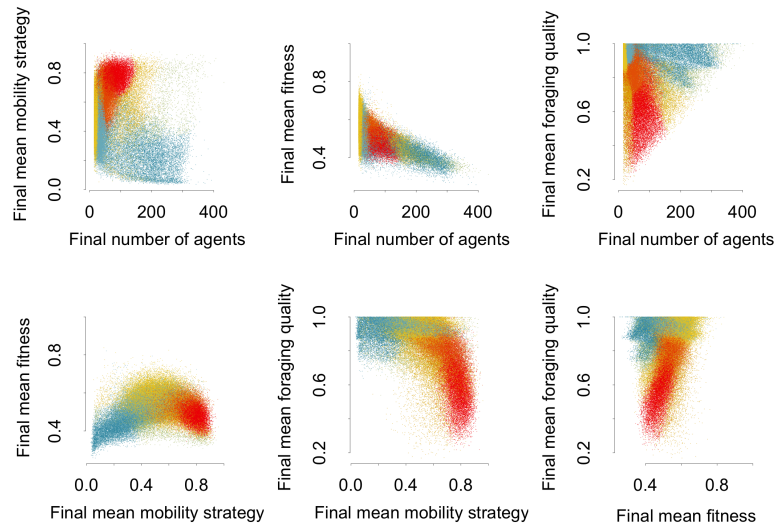 Final mean mobility strategy
0.0 0.4 0.8
0 200 400
Final number of agents
Final mean fitness
0.4 0.8
0 200 400
Final number of agents
Final mean foraging quality
0.2 0.6 1.0
0 200 400
Final number of agents
Final mean fitness
0.4 0.8
0.0 0.4 0.8
Final mean mobility strategy
Final mean foraging quality
0.2 0.6 1.0
0.0 0.4 0.8
Final mean mobility strategy
Final mean foraging quality
0.2 0.6 1.0
0.4 0.8
Final mean fitness